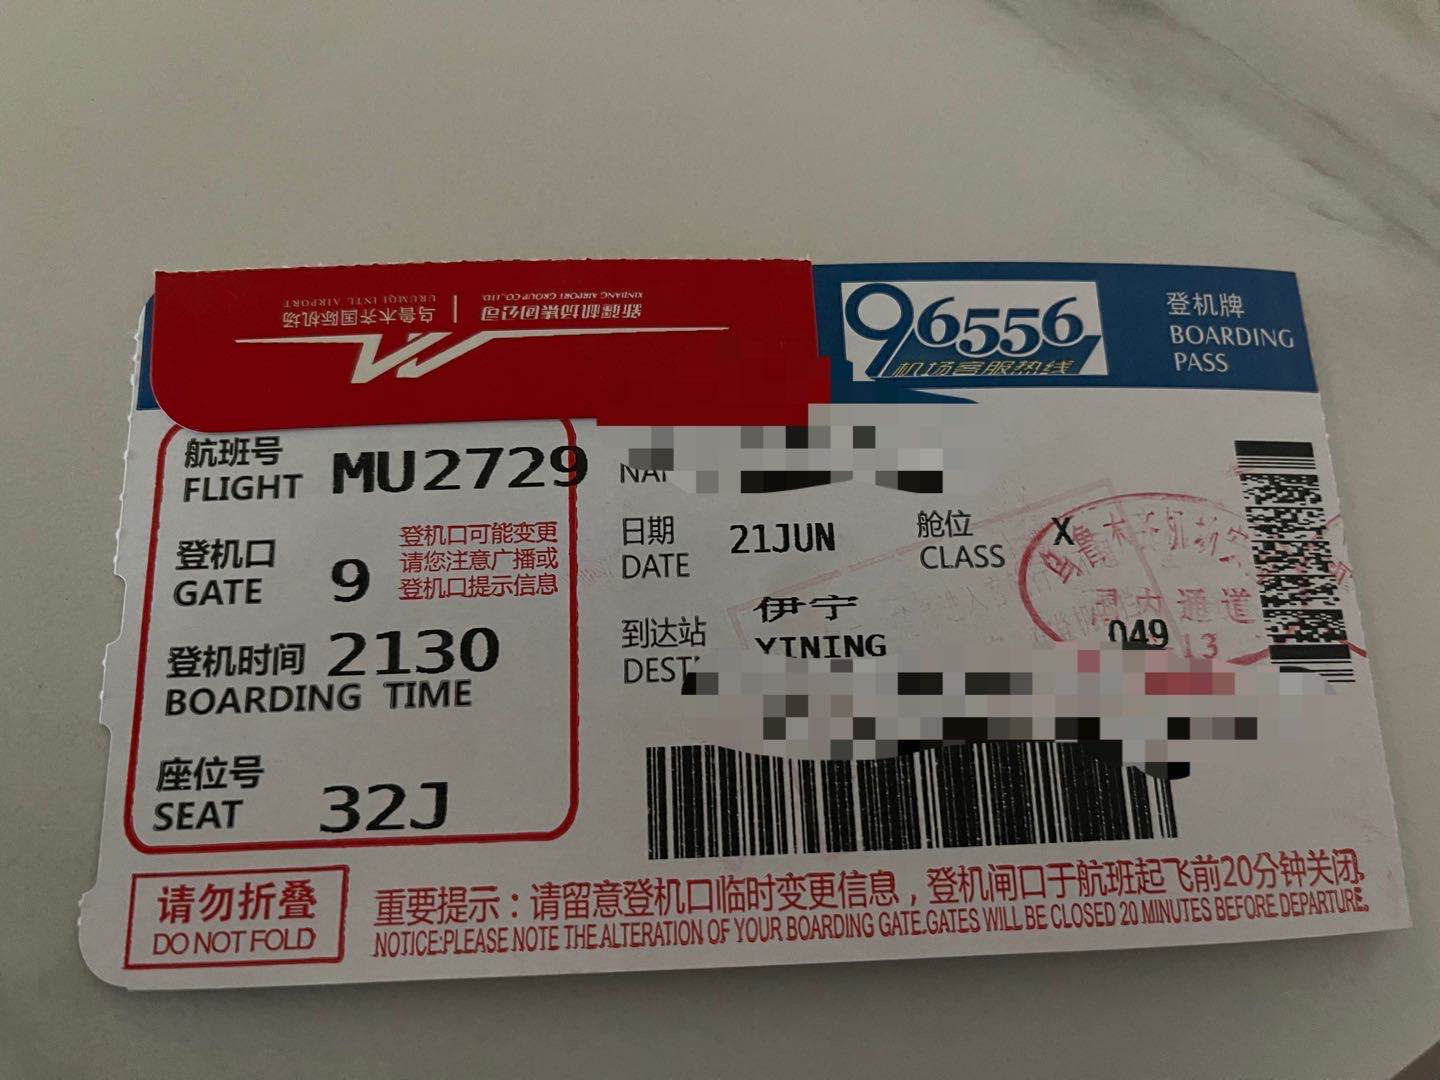 乌鲁木齐国际机场 | 新疆机场集团公司
URUMQI INTL AIRPORT XINJIANG AIRPORT GROUP CO.,LTD.
96556
机场客服热线
登机牌
BOARDING
PASS
航班号
FLIGHT MU2729
登机口
GATE 9
登机口可能变更
请您注意广播或
登机口提示信息
登机时间 2130
BOARDING TIME
座位号
SEAT 32J
日期
DATE 21JUN
舱位
CLASS X
到达站 伊宁
DEST YINING
049
国内通道
13
请勿折叠
DO NOT FOLD
重要提示：请留意登机口临时变更信息，登机闸口于航班起飞前20分钟关闭。
NOTICE:PLEASE NOTE THE ALTERATION OF YOUR BOARDING GATE.GATES WILL BE CLOSED 20 MINUTES BEFORE DEPARTURE.